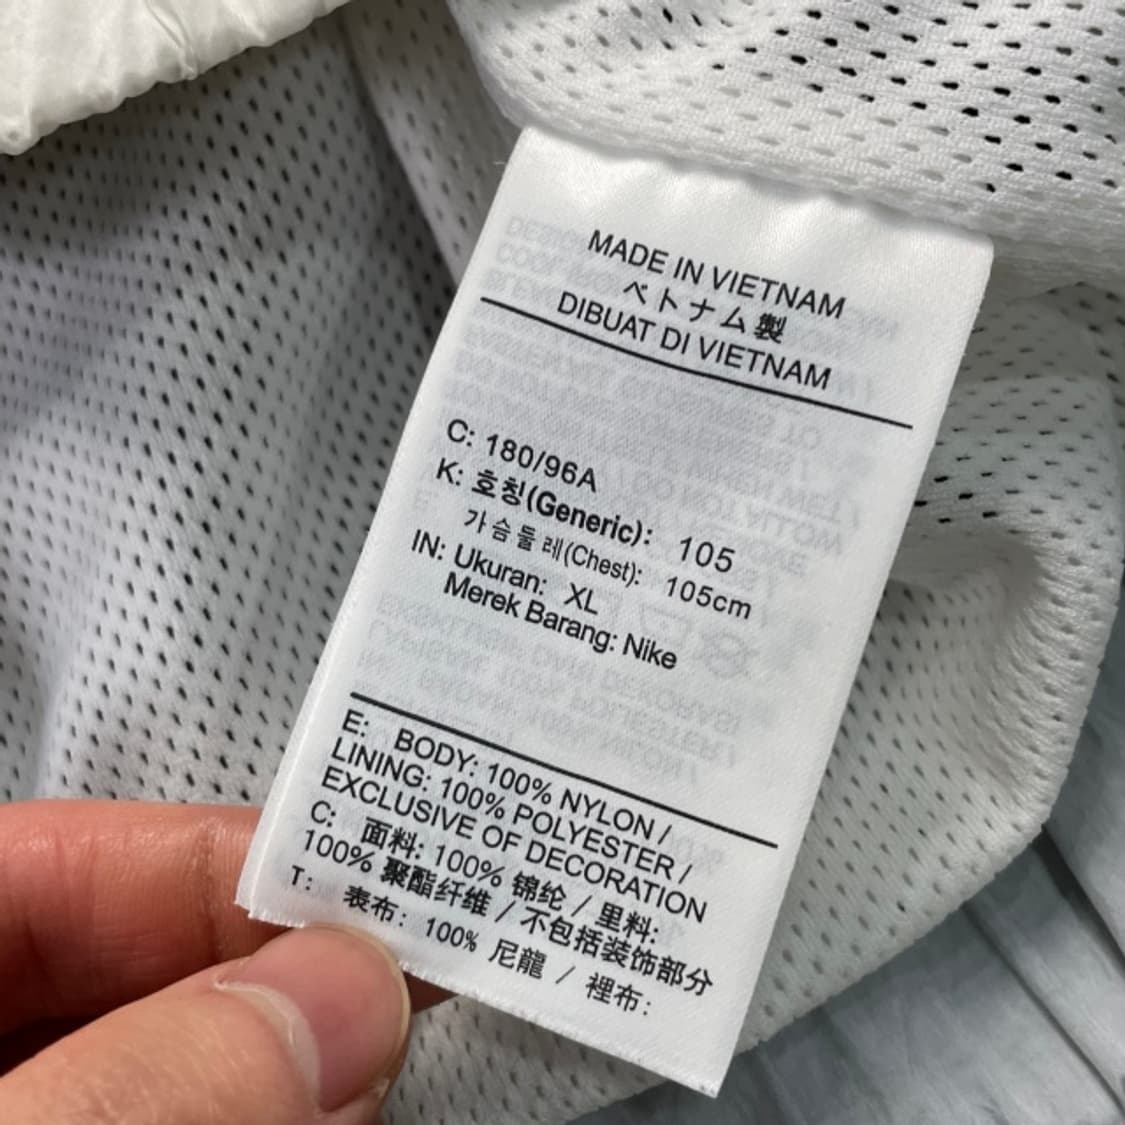 MADE IN VIETNAM
ベトナム製
DIBUAT DI VIETNAM
C: 180/96A
K: 호칭(Generic): 105
가슴둘레(Chest): 105cm
IN: Ukuran: XL
Merek Barang: Nike
E: BODY: 100% NYLON /
LINING: 100% POLYESTER /
EXCLUSIVE OF DECORATION
C: 面料: 100% 锦纶 / 里料:
100% 聚酯纤维 / 不包括装饰部分
T: 表布: 100% 尼龍 / 裡布: